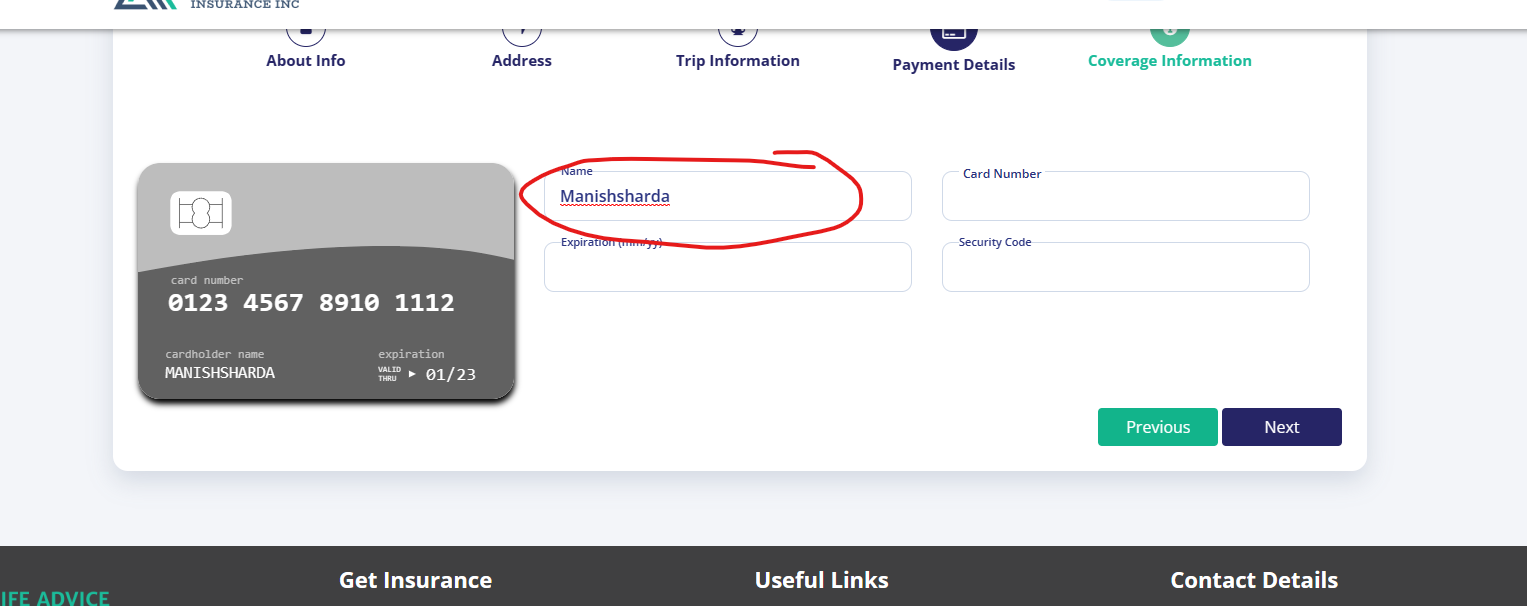 INSURANCE INC
About Info
Address
Trip Information
Payment Details
Coverage Information
Name
Manishsharda
Card Number
Expiration (mm/yy)
Security Code
card number
0123 4567 8910 1112
cardholder name
MANISHSHARDA
expiration
VALID
THRU
01/23
Previous
Next
Get Insurance
Useful Links
Contact Details
IFE ADVICE